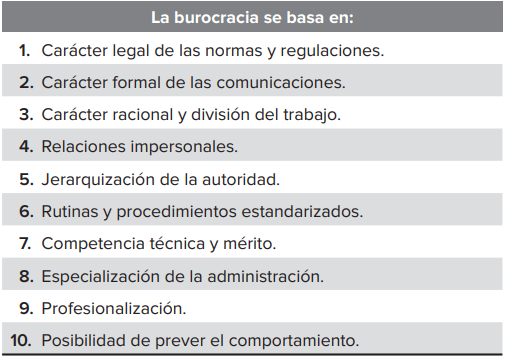 La burocracia se basa en:
1. Carácter legal de las normas y regulaciones.
2. Carácter formal de las comunicaciones.
3. Carácter racional y división del trabajo.
4. Relaciones impersonales.
5. Jerarquización de la autoridad.
6. Rutinas y procedimientos estandarizados.
7. Competencia técnica y mérito.
8. Especialización de la administración.
9. Profesionalización.
10. Posibilidad de prever el comportamiento.